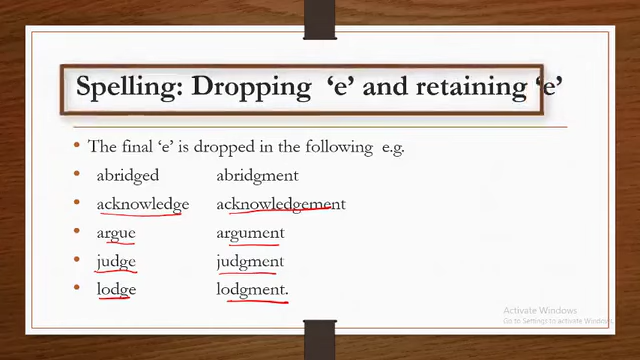 Spelling: Dropping ‘e’ and retaining ‘e’
• The final ‘e’ is dropped in the following e.g.
• abridged abridgment
• acknowledge acknowledgement
• argue argument
• judge judgment
• lodge lodgment.
Activate Windows
Go to Settings to activate Windows.